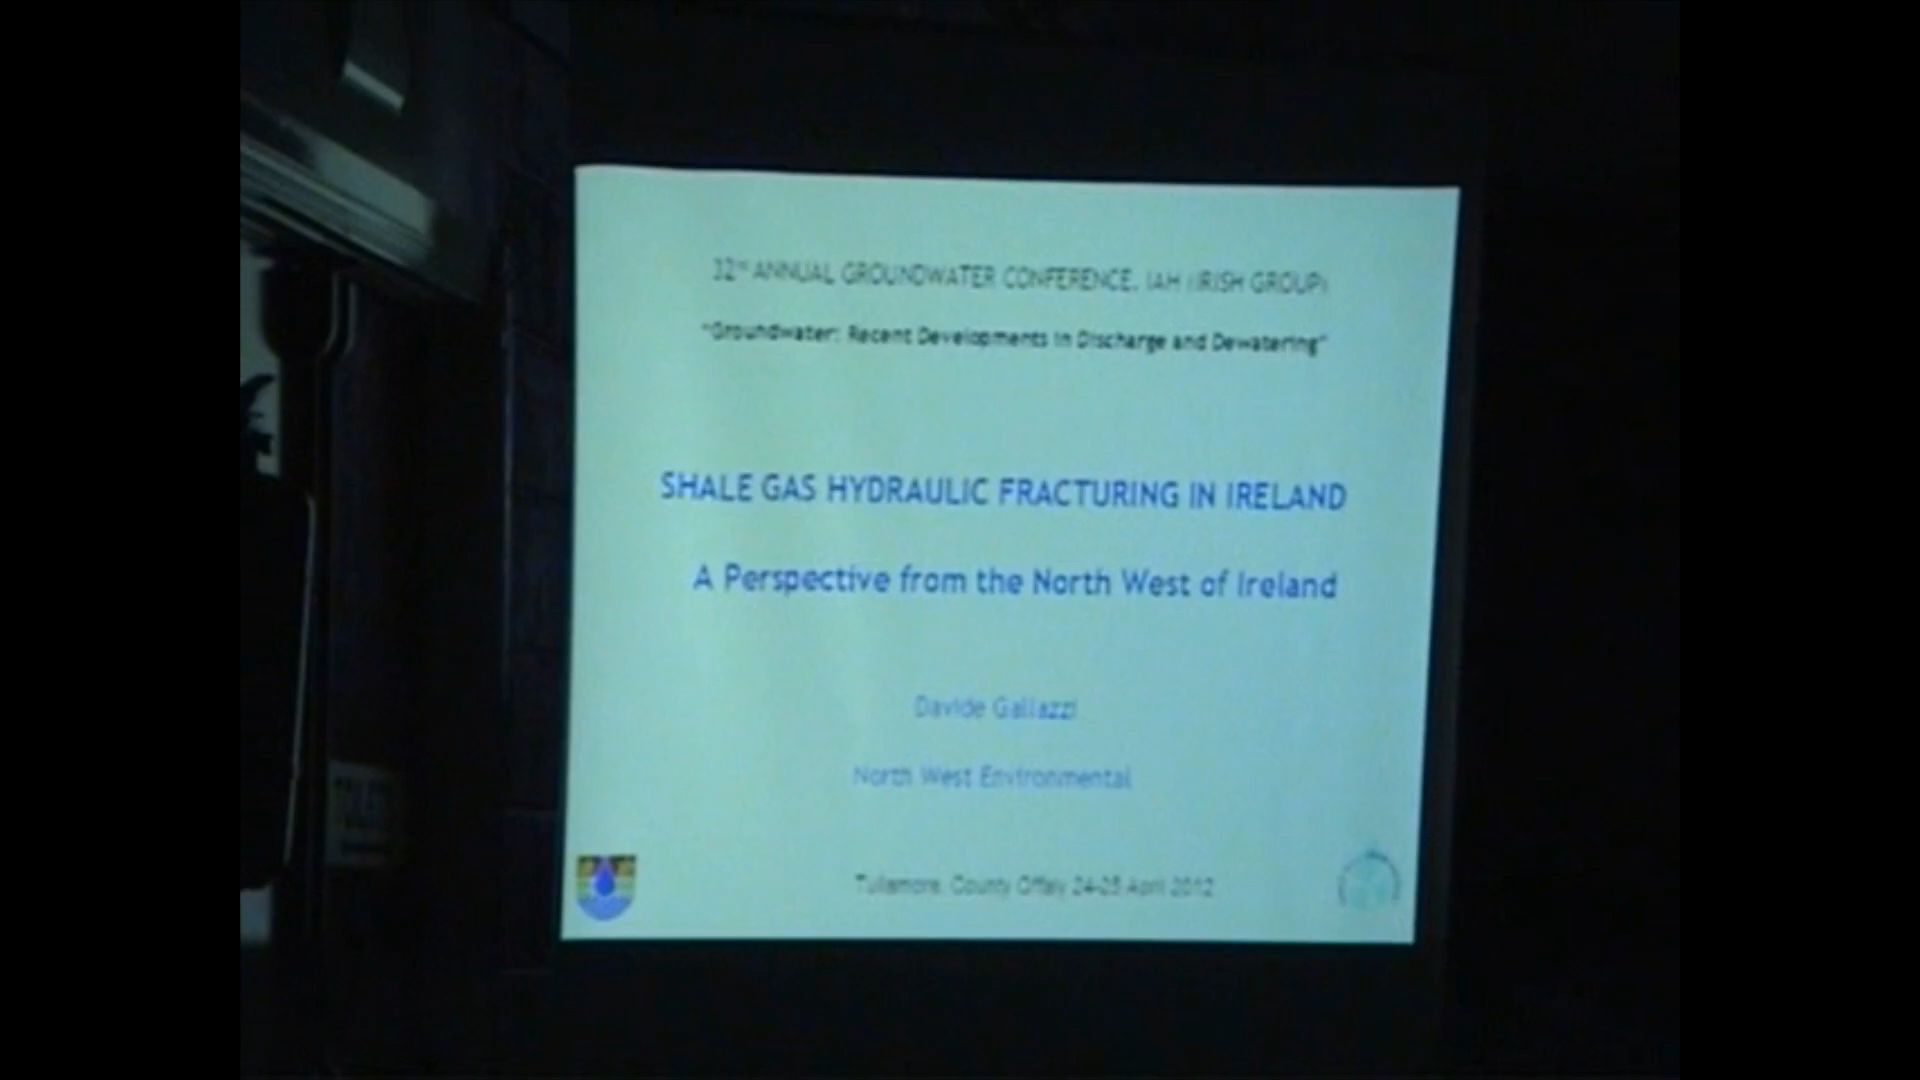 32nd ANNUAL GROUNDWATER CONFERENCE, IAH (IRISH GROUP)
"Groundwater: Recent Developments in Discharge and Dewatering"
SHALE GAS HYDRAULIC FRACTURING IN IRELAND
A Perspective from the North West of Ireland
Davide Gallazzi
North West Environmental
Tullamore, County Offaly 24-25 April 2012